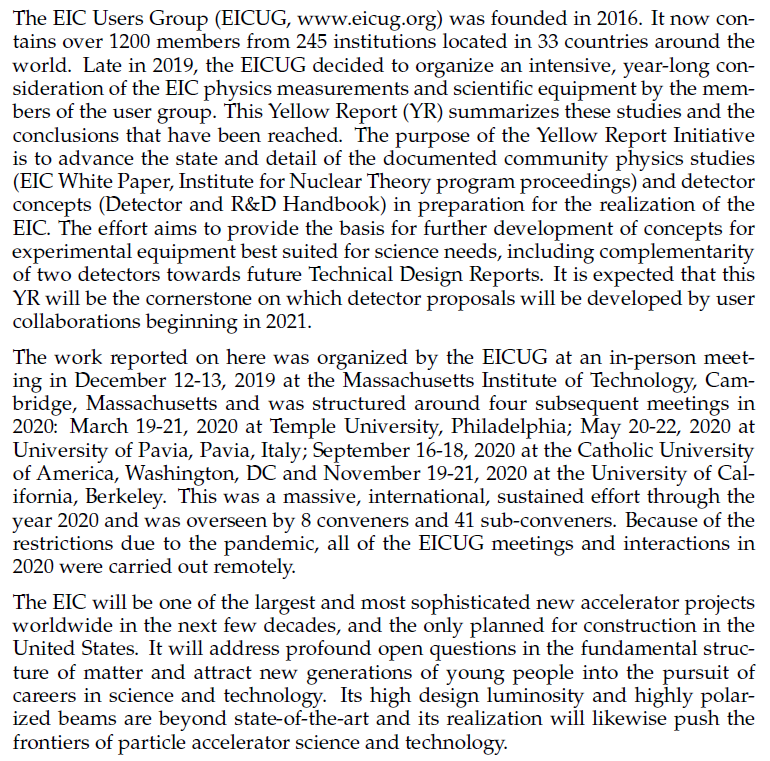 The EIC Users Group (EICUG, www.eicug.org) was founded in 2016. It now con-
tains over 1200 members from 245 institutions located in 33 countries around the
world. Late in 2019, the EICUG decided to organize an intensive, year-long con-
sideration of the EIC physics measurements and scientific equipment by the mem-
bers of the user group. This Yellow Report (YR) summarizes these studies and the
conclusions that have been reached. The purpose of the Yellow Report Initiative
is to advance the state and detail of the documented community physics studies
(EIC White Paper, Institute for Nuclear Theory program proceedings) and detector
concepts (Detector and R&D Handbook) in preparation for the realization of the
EIC. The effort aims to provide the basis for further development of concepts for
experimental equipment best suited for science needs, including complementarity
of two detectors towards future Technical Design Reports. It is expected that this
YR will be the cornerstone on which detector proposals will be developed by user
collaborations beginning in 2021.
The work reported on here was organized by the EICUG at an in-person meet-
ing in December 12-13, 2019 at the Massachusetts Institute of Technology, Cam-
bridge, Massachusetts and was structured around four subsequent meetings in
2020: March 19-21, 2020 at Temple University, Philadelphia; May 20-22, 2020 at
University of Pavia, Pavia, Italy; September 16-18, 2020 at the Catholic University
of America, Washington, DC and November 19-21, 2020 at the University of Cal-
ifornia, Berkeley. This was a massive, international, sustained effort through the
year 2020 and was overseen by 8 conveners and 41 sub-conveners. Because of the
restrictions due to the pandemic, all of the EICUG meetings and interactions in
2020 were carried out remotely.
The EIC will be one of the largest and most sophisticated new accelerator projects
worldwide in the next few decades, and the only planned for construction in the
United States. It will address profound open questions in the fundamental struc-
ture of matter and attract new generations of young people into the pursuit of
careers in science and technology. Its high design luminosity and highly polar-
ized beams are beyond state-of-the-art and its realization will likewise push the
frontiers of particle accelerator science and technology.